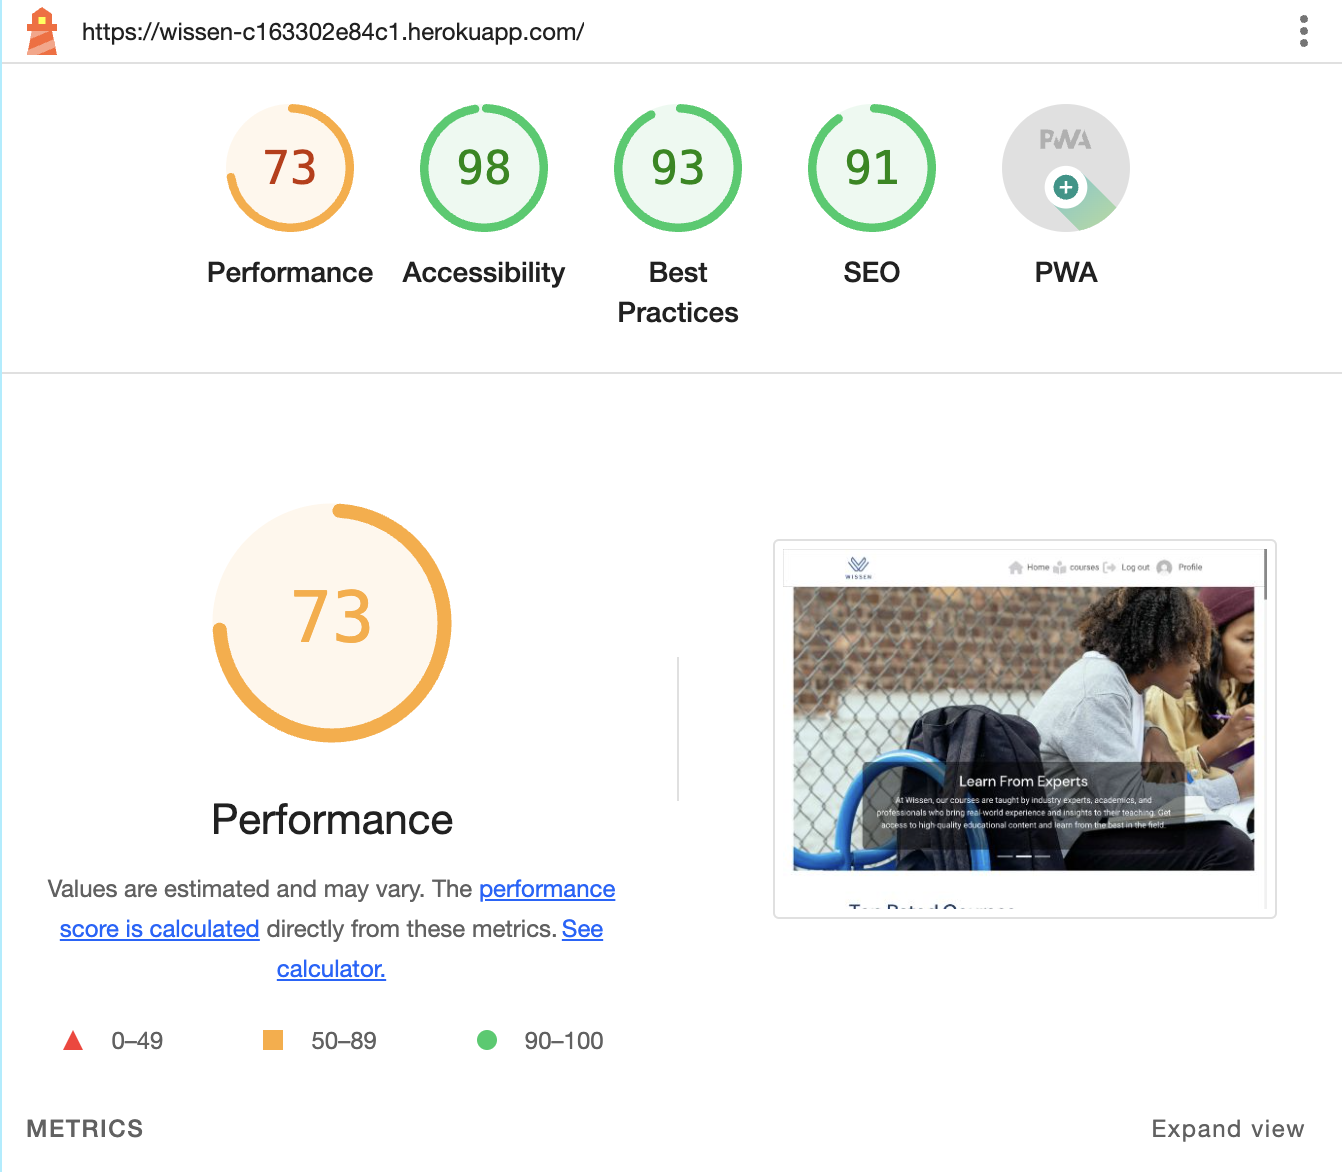 https://wissen-c163302e84c1.herokuapp.com/
73
98
93
91
PWA
Performance
Accessibility
Best
Practices
SEO
PWA
73
Performance
Values are estimated and may vary. The performance
score is calculated directly from these metrics. See
calculator.
0–49
50–89
90–100
WISSEN
Home
courses
Log out
Profile
Learn From Experts
At Wissen, our courses are taught by industry experts, academics, and
professionals who bring real-world experience and insights to their teaching. Get
access to high-quality educational content and learn from the best in the field.
Top Rated Courses
METRICS
Expand view